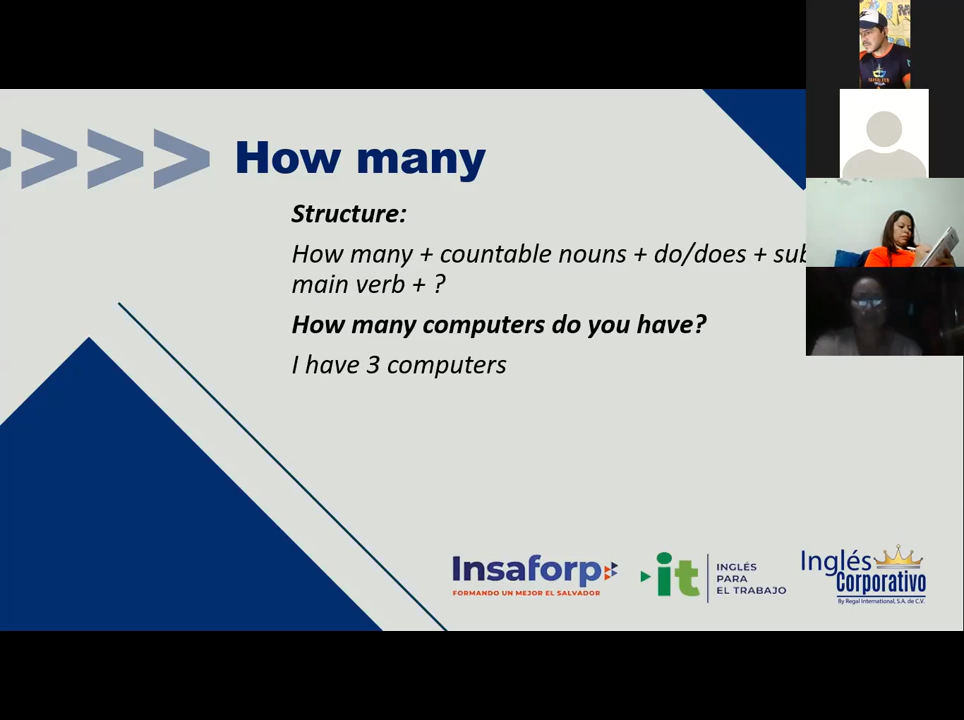 How many
Structure:
How many + countable nouns + do/does + sub
main verb + ?
How many computers do you have?
I have 3 computers
Insaforp
FORMANDO UN MEJOR EL SALVADOR
it
INGLÉS
PARA
EL TRABAJO
Inglés
Corporativo
By Regal International, S.A. de C.V.